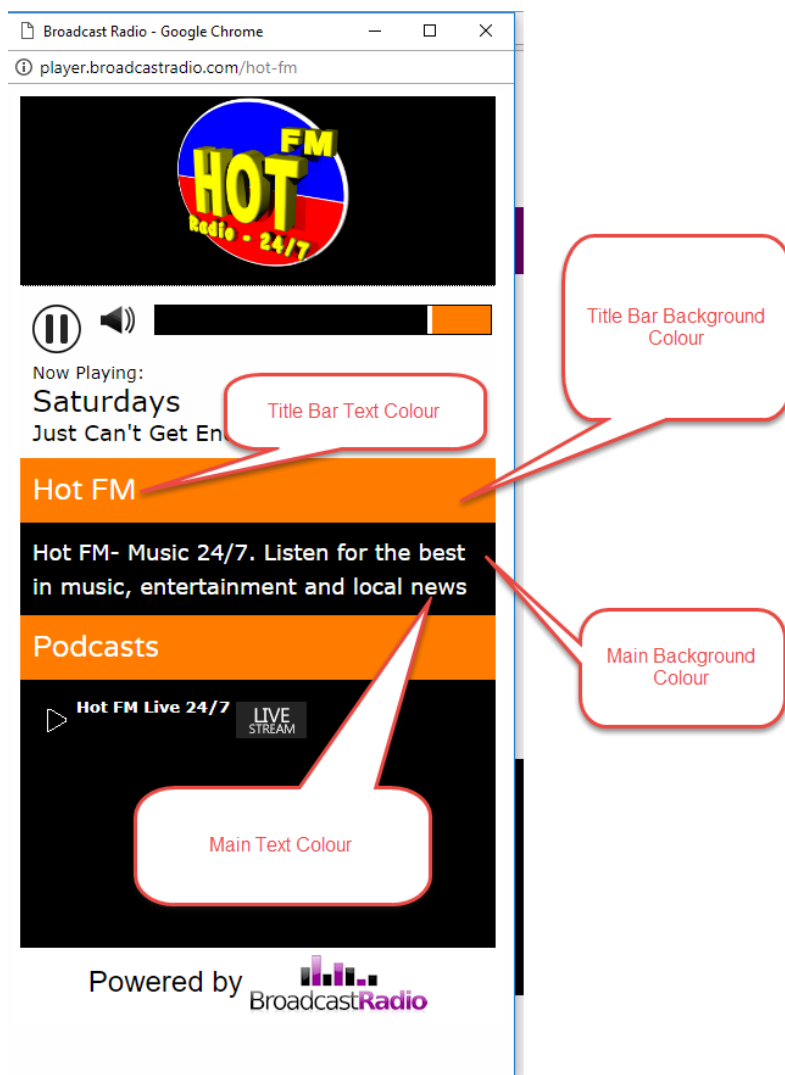 Broadcast Radio - Google Chrome
player.broadcastradio.com/hot-fm
FM
HOT
Radio - 24/7
Now Playing:
Saturdays
Just Can't Get
Title Bar Text Colour
Title Bar Background
Colour
Hot FM
Hot FM- Music 24/7. Listen for the best
in music, entertainment and local news
Main Background
Colour
Podcasts
Hot FM Live 24/7
LIVE
STREAM
Main Text Colour
Powered by
BroadcastRadio